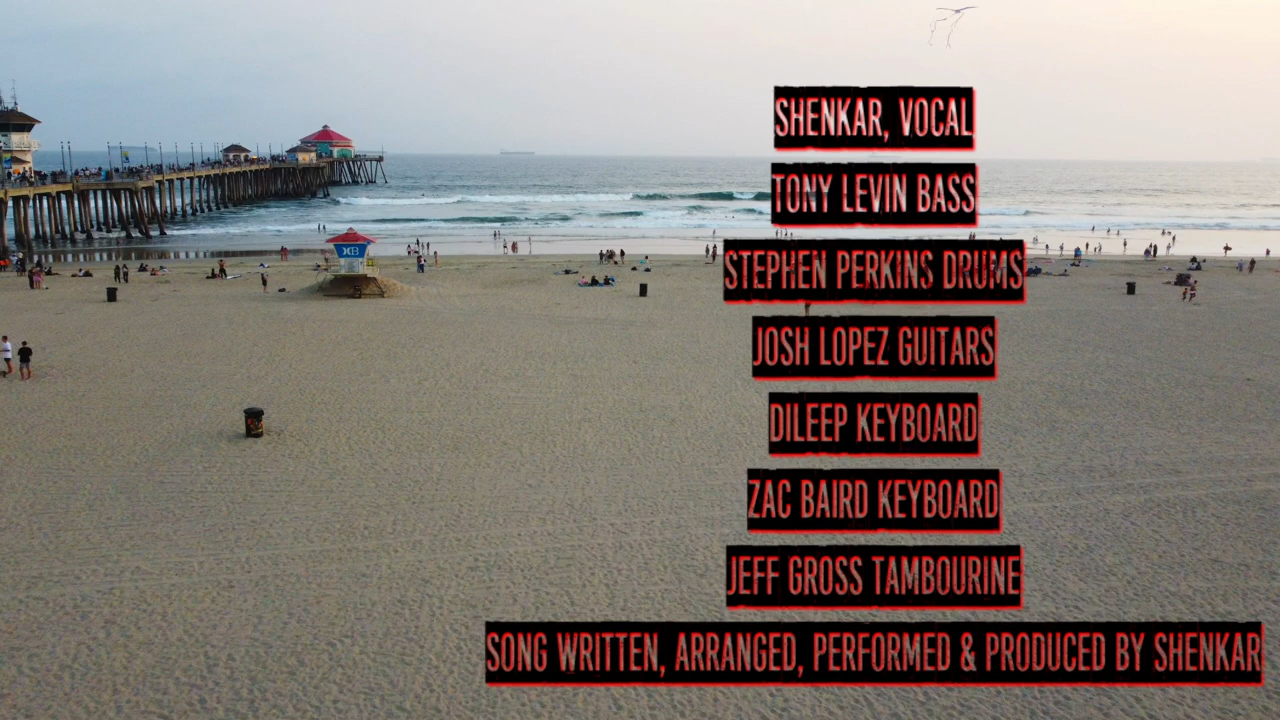 SHENKAR, VOCAL
TONY LEVIN BASS
STEPHEN PERKINS DRUMS
JOSH LOPEZ GUITARS
DILEEP KEYBOARD
ZAC BAIRD KEYBOARD
JEFF GROSS TAMBOURINE
SONG WRITTEN, ARRANGED, PERFORMED & PRODUCED BY SHENKAR